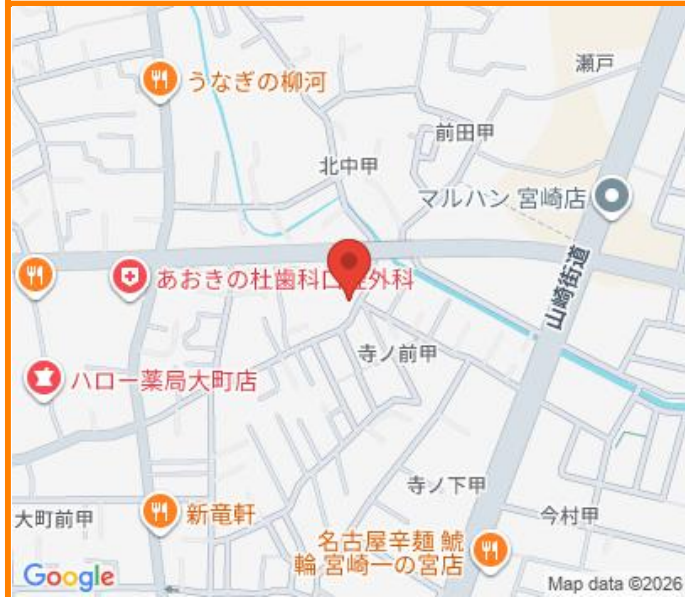 瀬戸
うなぎの柳河
前田甲
北中甲
マルハン 宮崎店
山崎街道
あおきの杜歯科口腔外科
寺ノ前甲
ハロー薬局大町店
寺ノ下甲
大町前甲
新竜軒
今村甲
名古屋辛麺 鯱
輪 宮崎一の宮店
Google
Map data ©2026